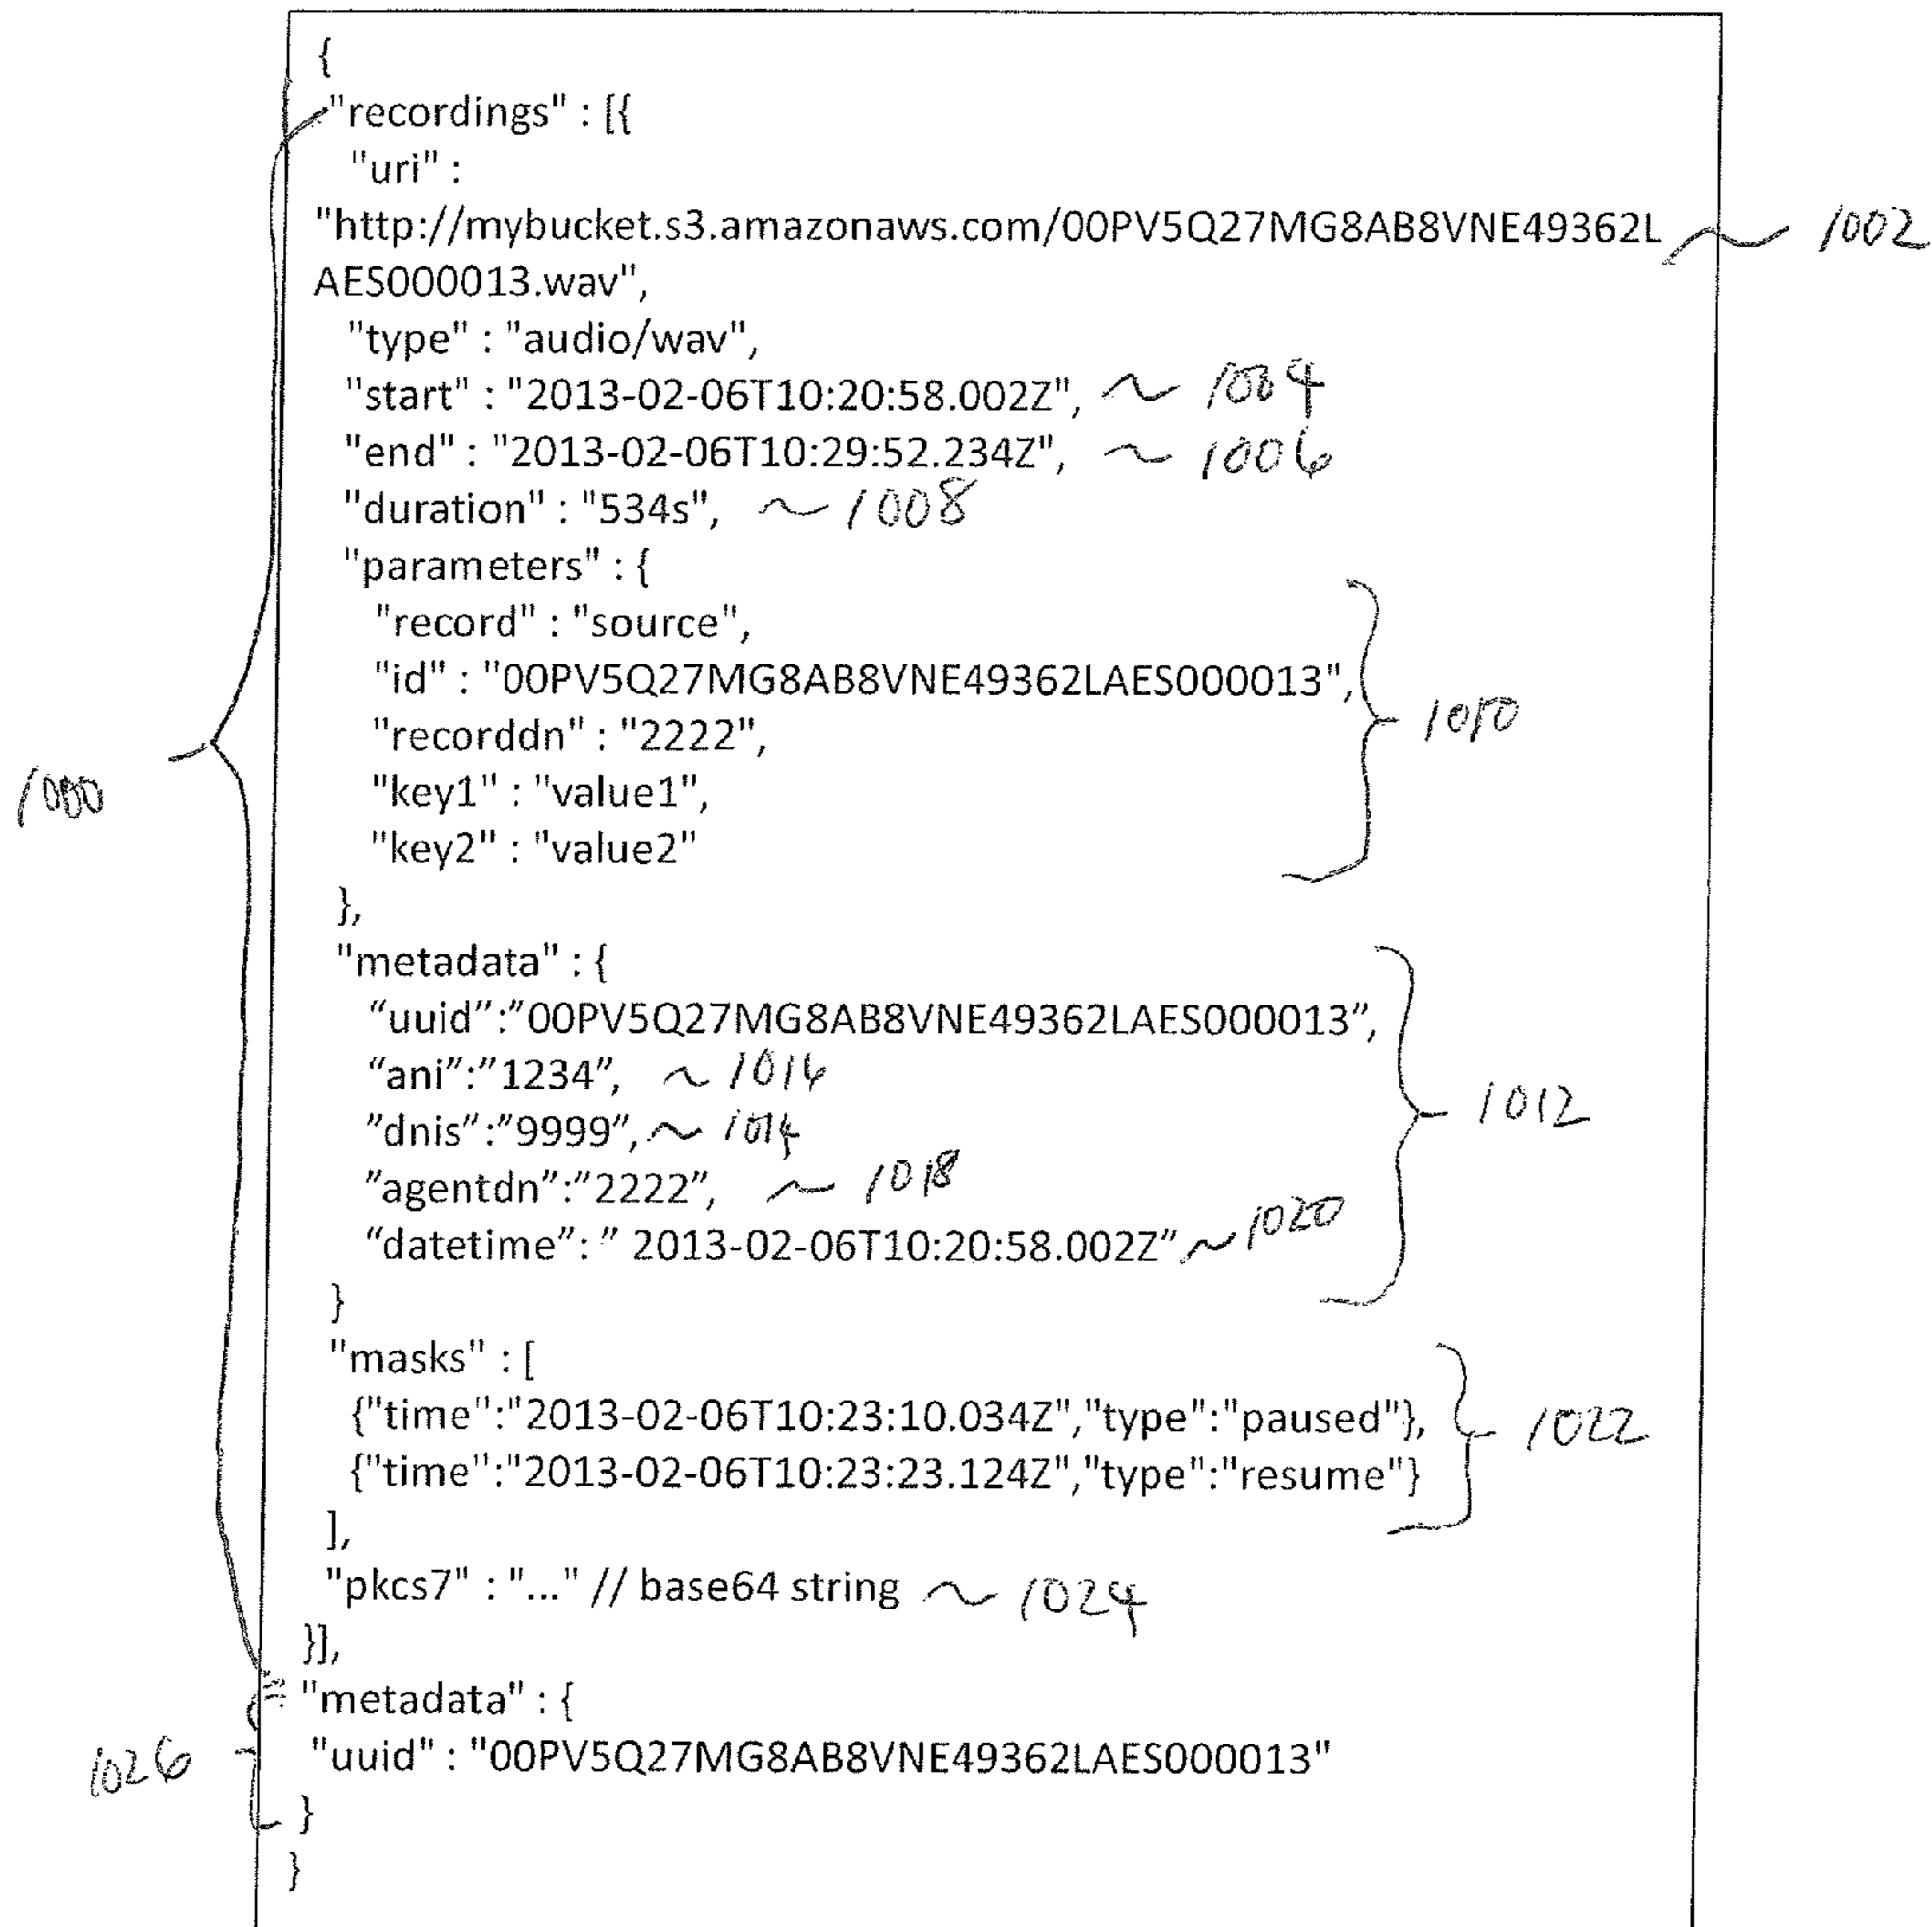 {
"recordings" : [{
"uri" :
"http://mybucket.s3.amazonaws.com/00PV5Q27MG8AB8VNE49362L ~ 1002
AES000013.wav",
"type" : "audio/wav",
"start" : "2013-02-06T10:20:58.002Z", ~ 1004
"end" : "2013-02-06T10:29:52.234Z", ~ 1006
"duration" : "534s", ~ 1008
"parameters" : {
"record" : "source",
"id" : "00PV5Q27MG8AB8VNE49362LAES000013",
"recorddn" : "2222", 1010
"key1" : "value1",
1000
"key2" : "value2"
},
"metadata" : {
“uuid”:”00PV5Q27MG8AB8VNE49362LAES000013”,
“ani”:”1234”, ~ 1016
”dnis”:”9999”, ~ 1014
1012
”agentdn”:”2222”, ~ 1018
“datetime”: ” 2013-02-06T10:20:58.002Z” ~ 1020
}
"masks" : [
{"time":"2013-02-06T10:23:10.034Z","type":"paused"}, 1022
{"time":"2013-02-06T10:23:23.124Z","type":"resume"}
],
"pkcs7" : "..." // base64 string ~ 1024
}],
"metadata" : {
1026 "uuid" : "00PV5Q27MG8AB8VNE49362LAES000013"
}
}